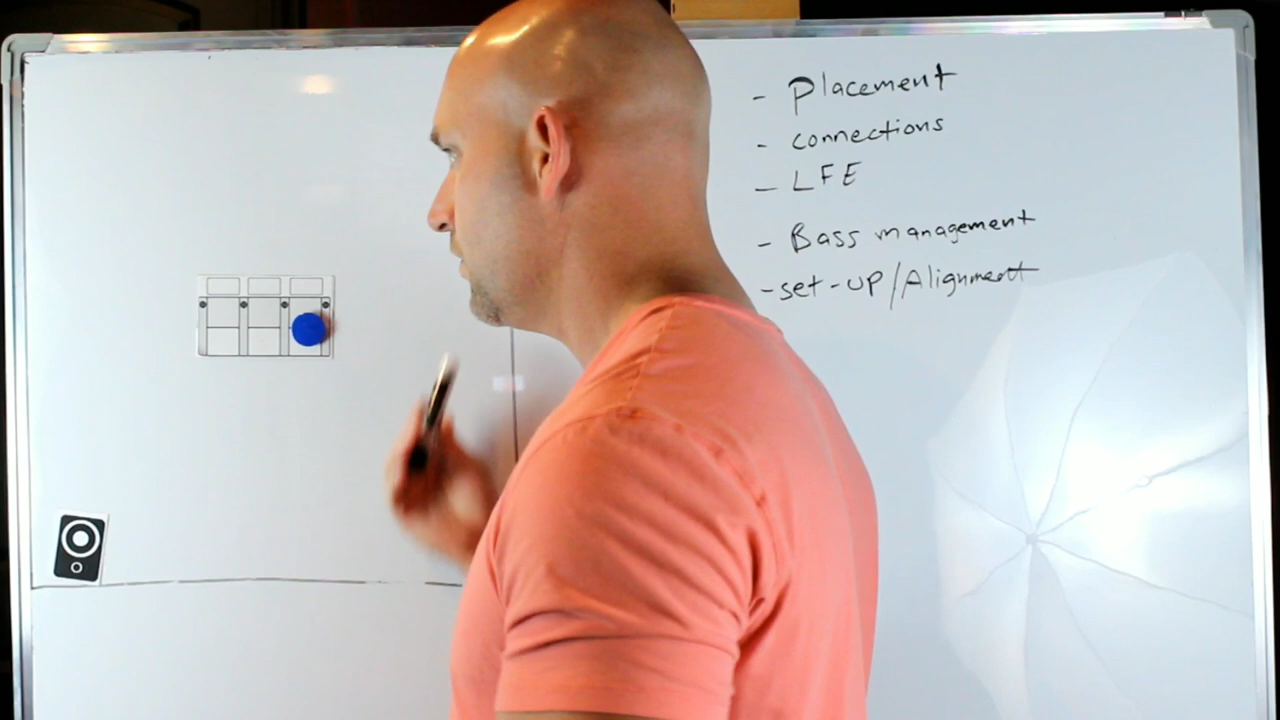 - Placement
- connections
- LFE
- Bass management
- set-up/Alignment